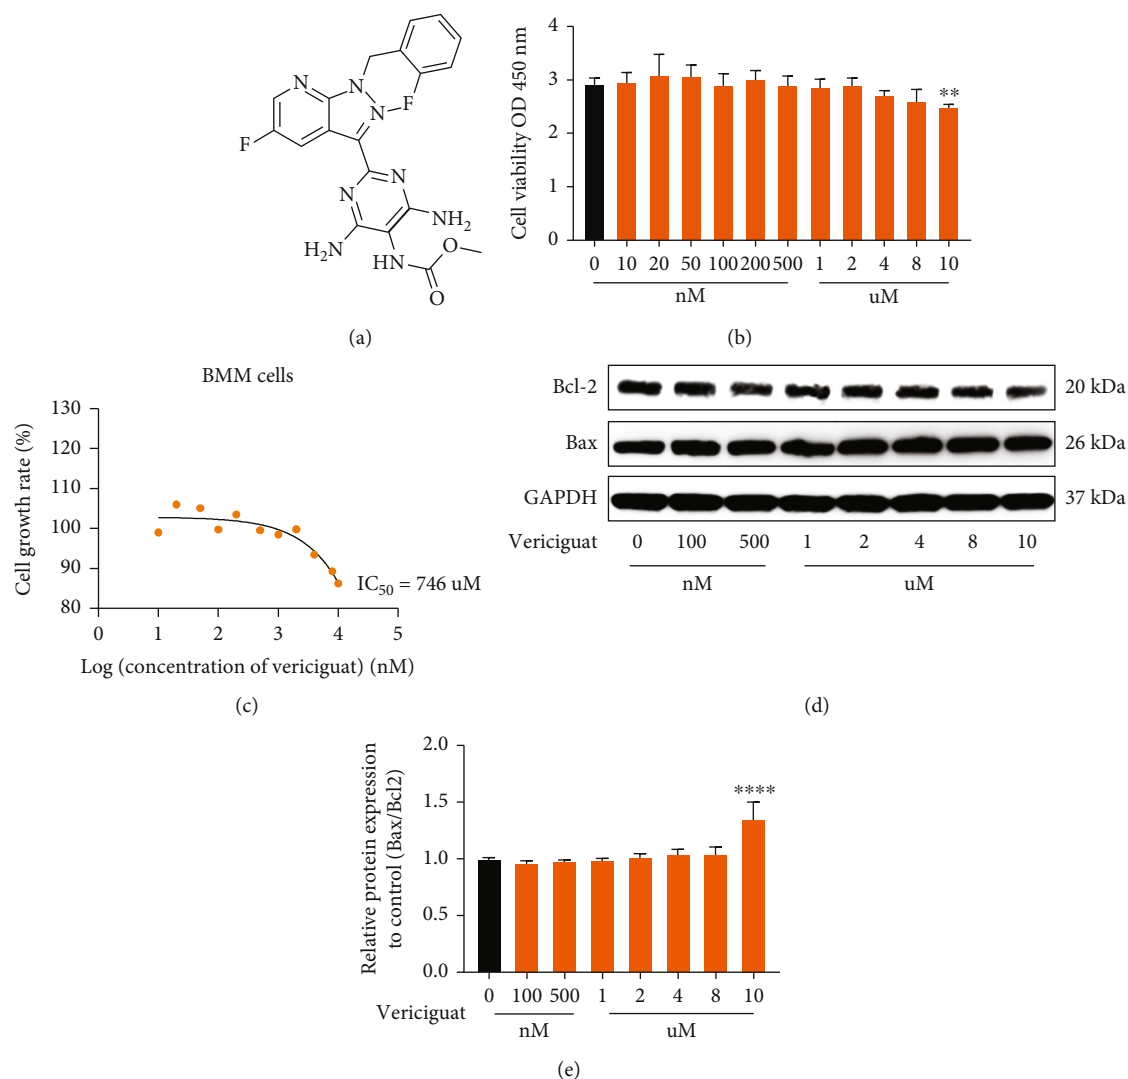 N
N
N
F
F
N
N
NH2
H2N
HN
O
O
(a)
Cell viability OD 450 nm
4
3
2
1
0
**
0 10 20 50 100 200 500 1 2 4 8 10
nM uM
(b)
BMM cells
Cell growth rate (%)
130
120
110
100
90
80
IC50 = 746 uM
0 1 2 3 4 5
Log (concentration of vericiguat) (nM)
(c)
Bcl-2 20 kDa
Bax 26 kDa
GAPDH 37 kDa
Vericiguat 0 100 500 1 2 4 8 10
nM uM
(d)
Relative protein expression
to control (Bax/Bcl2)
2.0
1.5
1.0
0.5
0.0
****
Vericiguat 0 100 500 1 2 4 8 10
nM uM
(e)